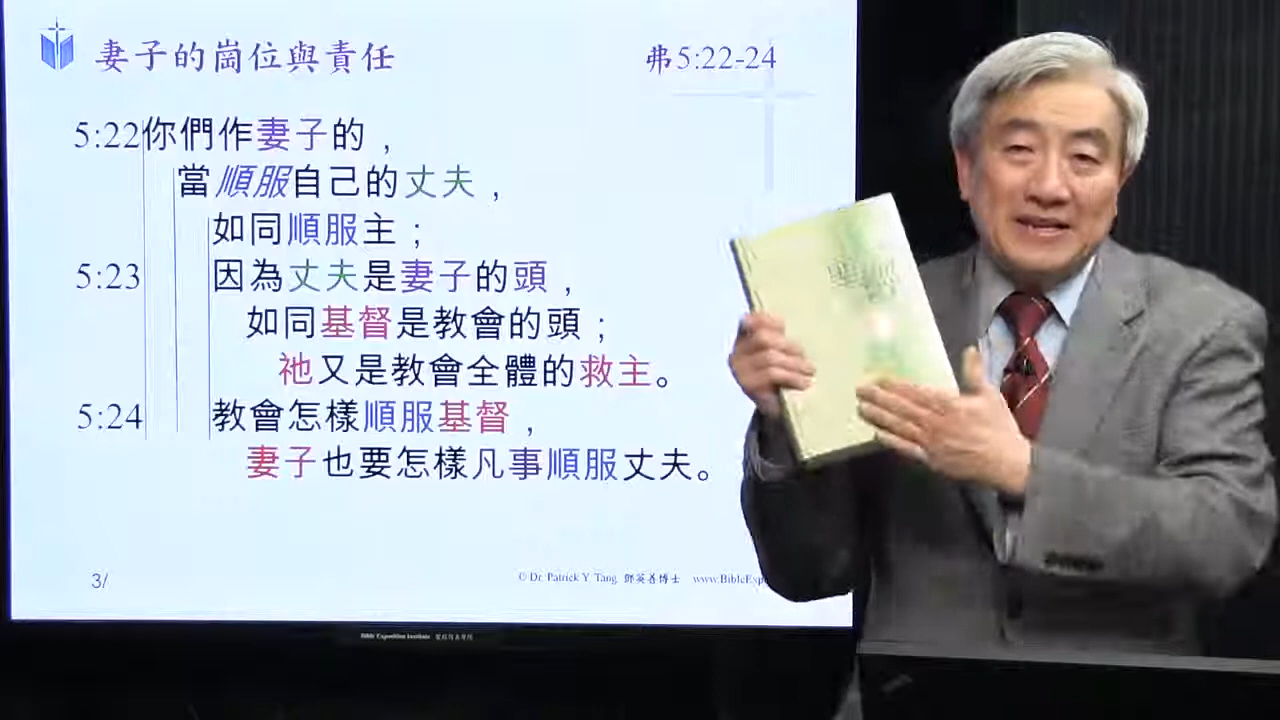 妻子的崗位與責任
弗5:22-24
5:22你們作妻子的，
當順服自己的丈夫，
如同順服主；
5:23 因為丈夫是妻子的頭，
如同基督是教會的頭；
祂又是教會全體的救主。
5:24 教會怎樣順服基督，
妻子也要怎樣凡事順服丈夫。
3/
© Dr. Patrick Y. Tang 鄧英善博士 www.BibleExp
Bible Exposition Institute